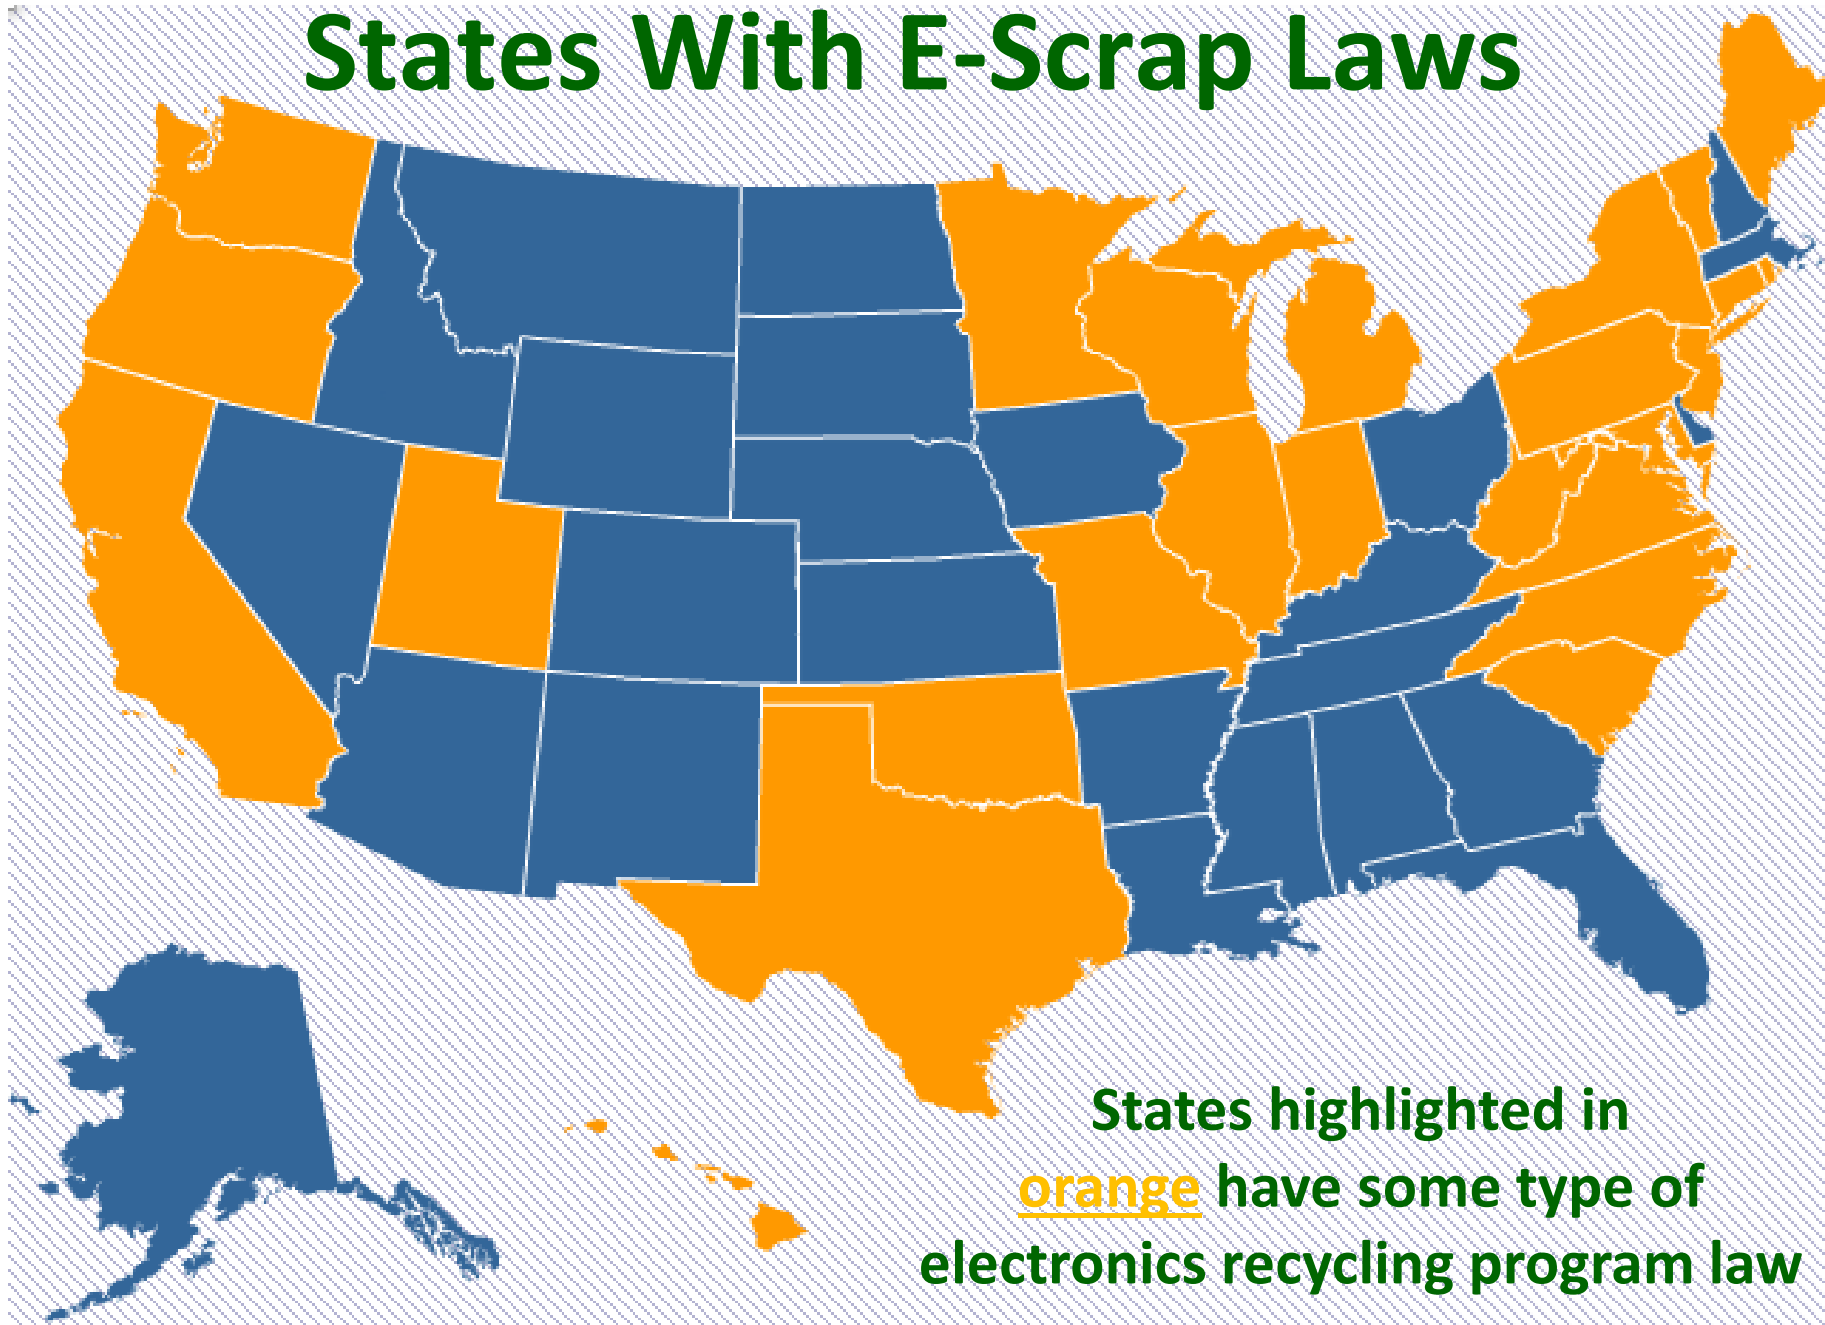 States With E-Scrap Laws
States highlighted in
orange have some type of
electronics recycling program law